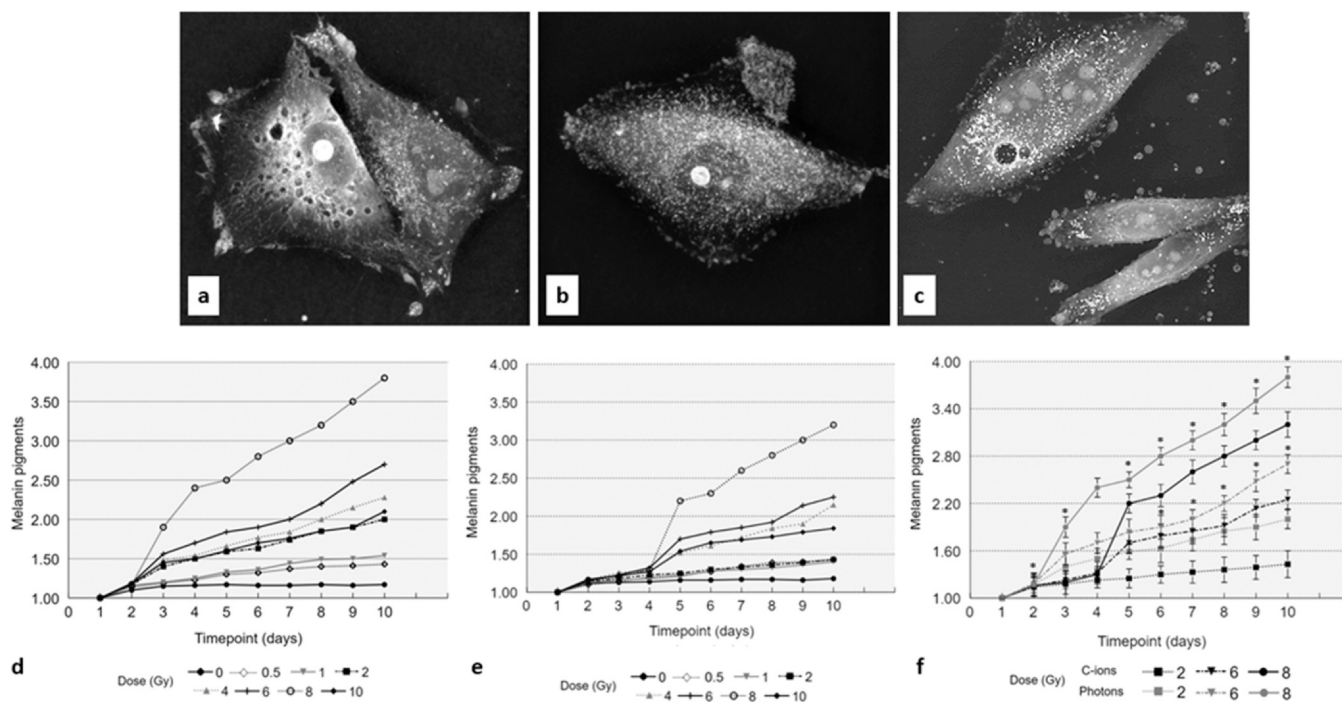 a
b
c
4.00
3.50
3.00
2.50
2.00
1.50
1.00
Melanin pigments
0 1 2 3 4 5 6 7 8 9 10
Timepoint (days)
d
Dose (Gy)
0 0.5 1 2
4 6 8 10
4.00
3.50
3.00
2.50
2.00
1.50
1.00
Melanin pigments
0 1 2 3 4 5 6 7 8 9 10
Timepoint (days)
e
Dose (Gy)
0 0.5 1 2
4 6 8 10
4.00
3.40
2.80
2.20
1.60
1.00
Melanin pigments
* * * * * * * *
* * * *
0 1 2 3 4 5 6 7 8 9 10
Timepoint (days)
f
Dose (Gy)
C-ions 2 6 8
Photons 2 6 8